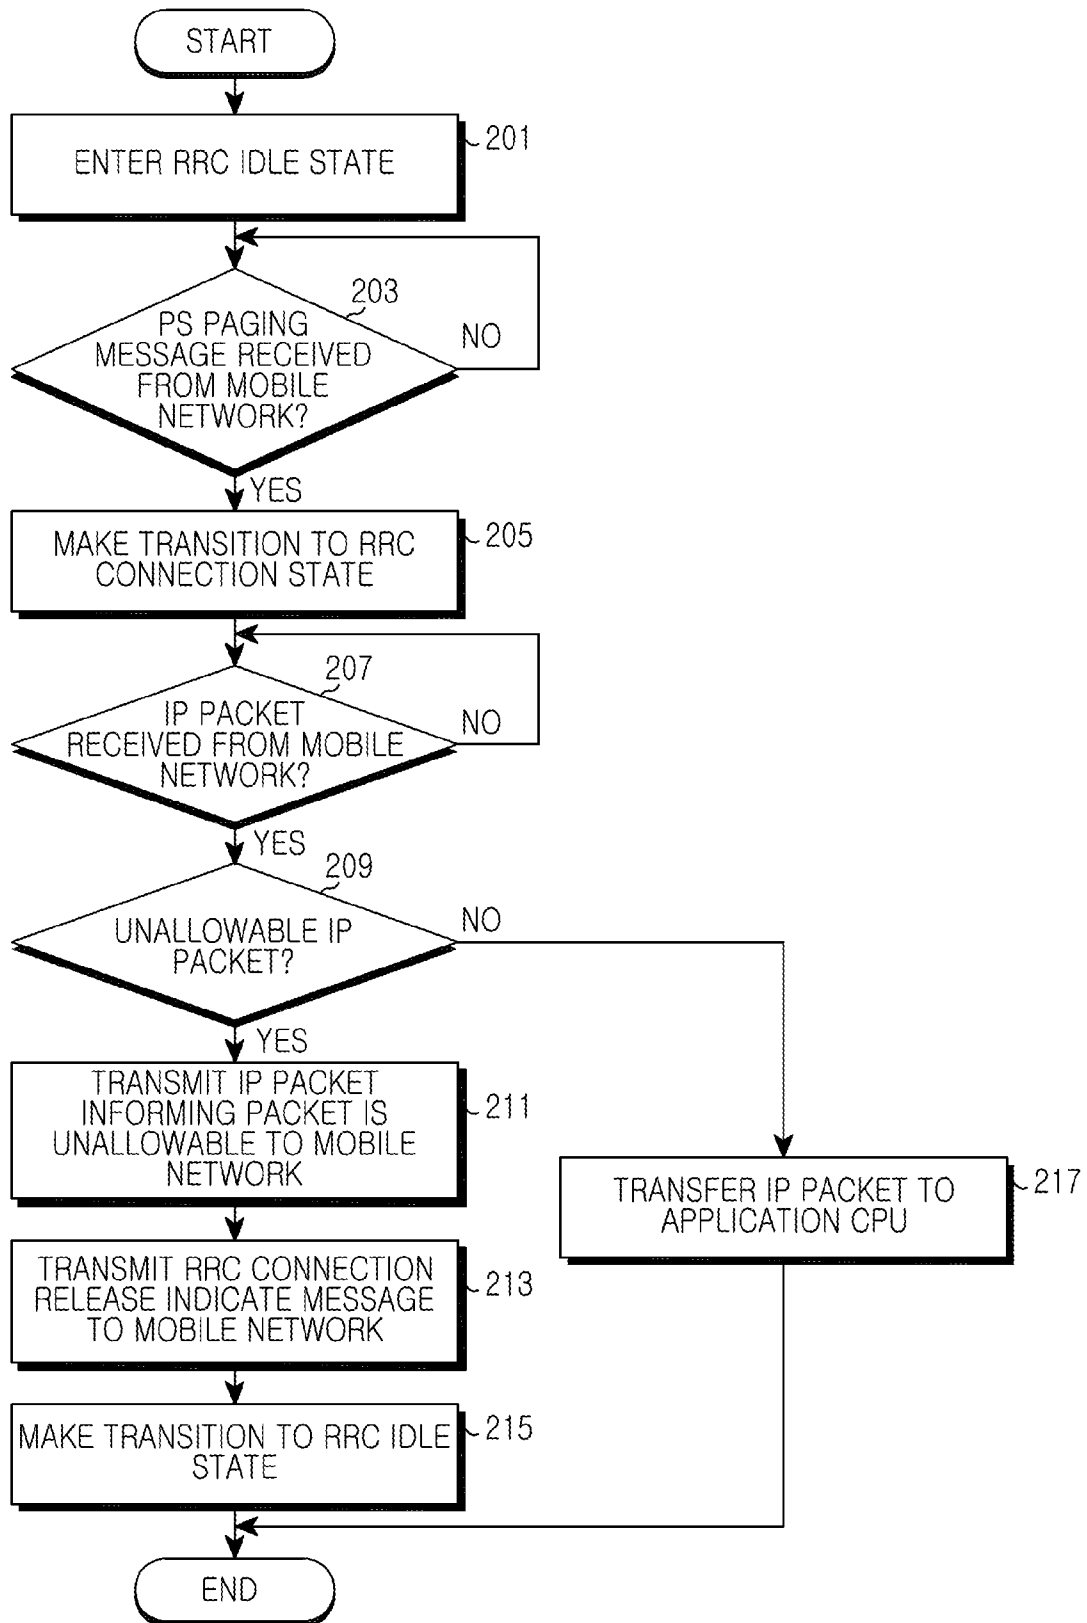 START
ENTER RRC IDLE STATE
201
203
PS PAGING
MESSAGE RECEIVED
FROM MOBILE
NETWORK?
NO
YES
MAKE TRANSITION TO RRC
CONNECTION STATE
205
207
IP PACKET
RECEIVED FROM MOBILE
NETWORK?
NO
YES
209
UNALLOWABLE IP
PACKET?
NO
YES
TRANSMIT IP PACKET
INFORMING PACKET IS
UNALLOWABLE TO MOBILE
NETWORK
211
TRANSFER IP PACKET TO
APPLICATION CPU
217
TRANSMIT RRC CONNECTION
RELEASE INDICATE MESSAGE
TO MOBILE NETWORK
213
MAKE TRANSITION TO RRC IDLE
STATE
215
END